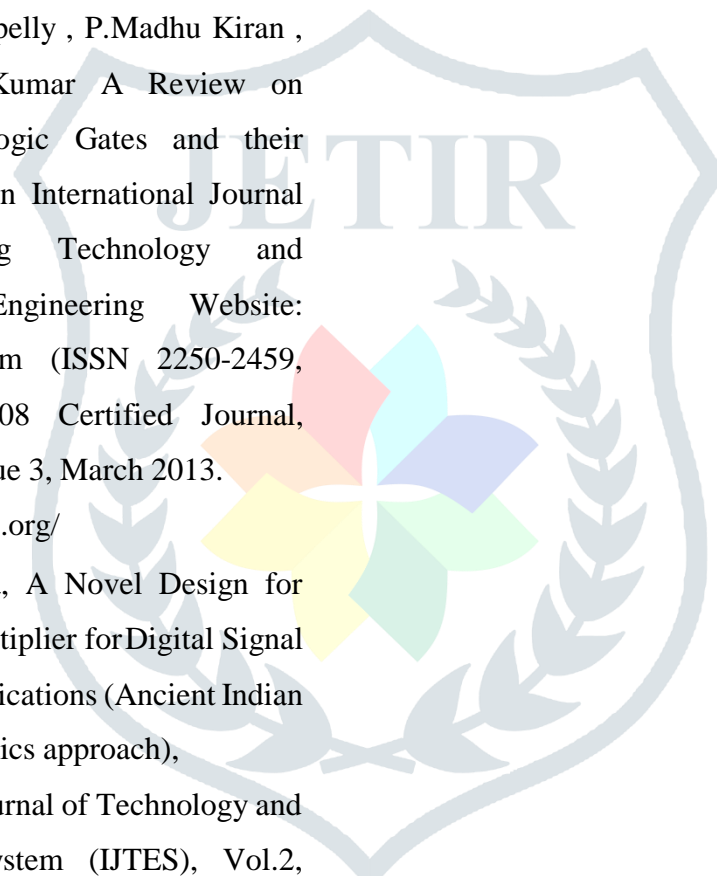 pelly , P.Madhu Kiran ,
Kumar A Review on
ogic Gates and their
n International Journal
g Technology and
Engineering Website:
m (ISSN 2250-2459,
08 Certified Journal,
ue 3, March 2013.
.org/
, A Novel Design for
tiplier forDigital Signal
ications (Ancient Indian
ics approach),
urnal of Technology and
ystem (IJTES), Vol.2,
JETIR